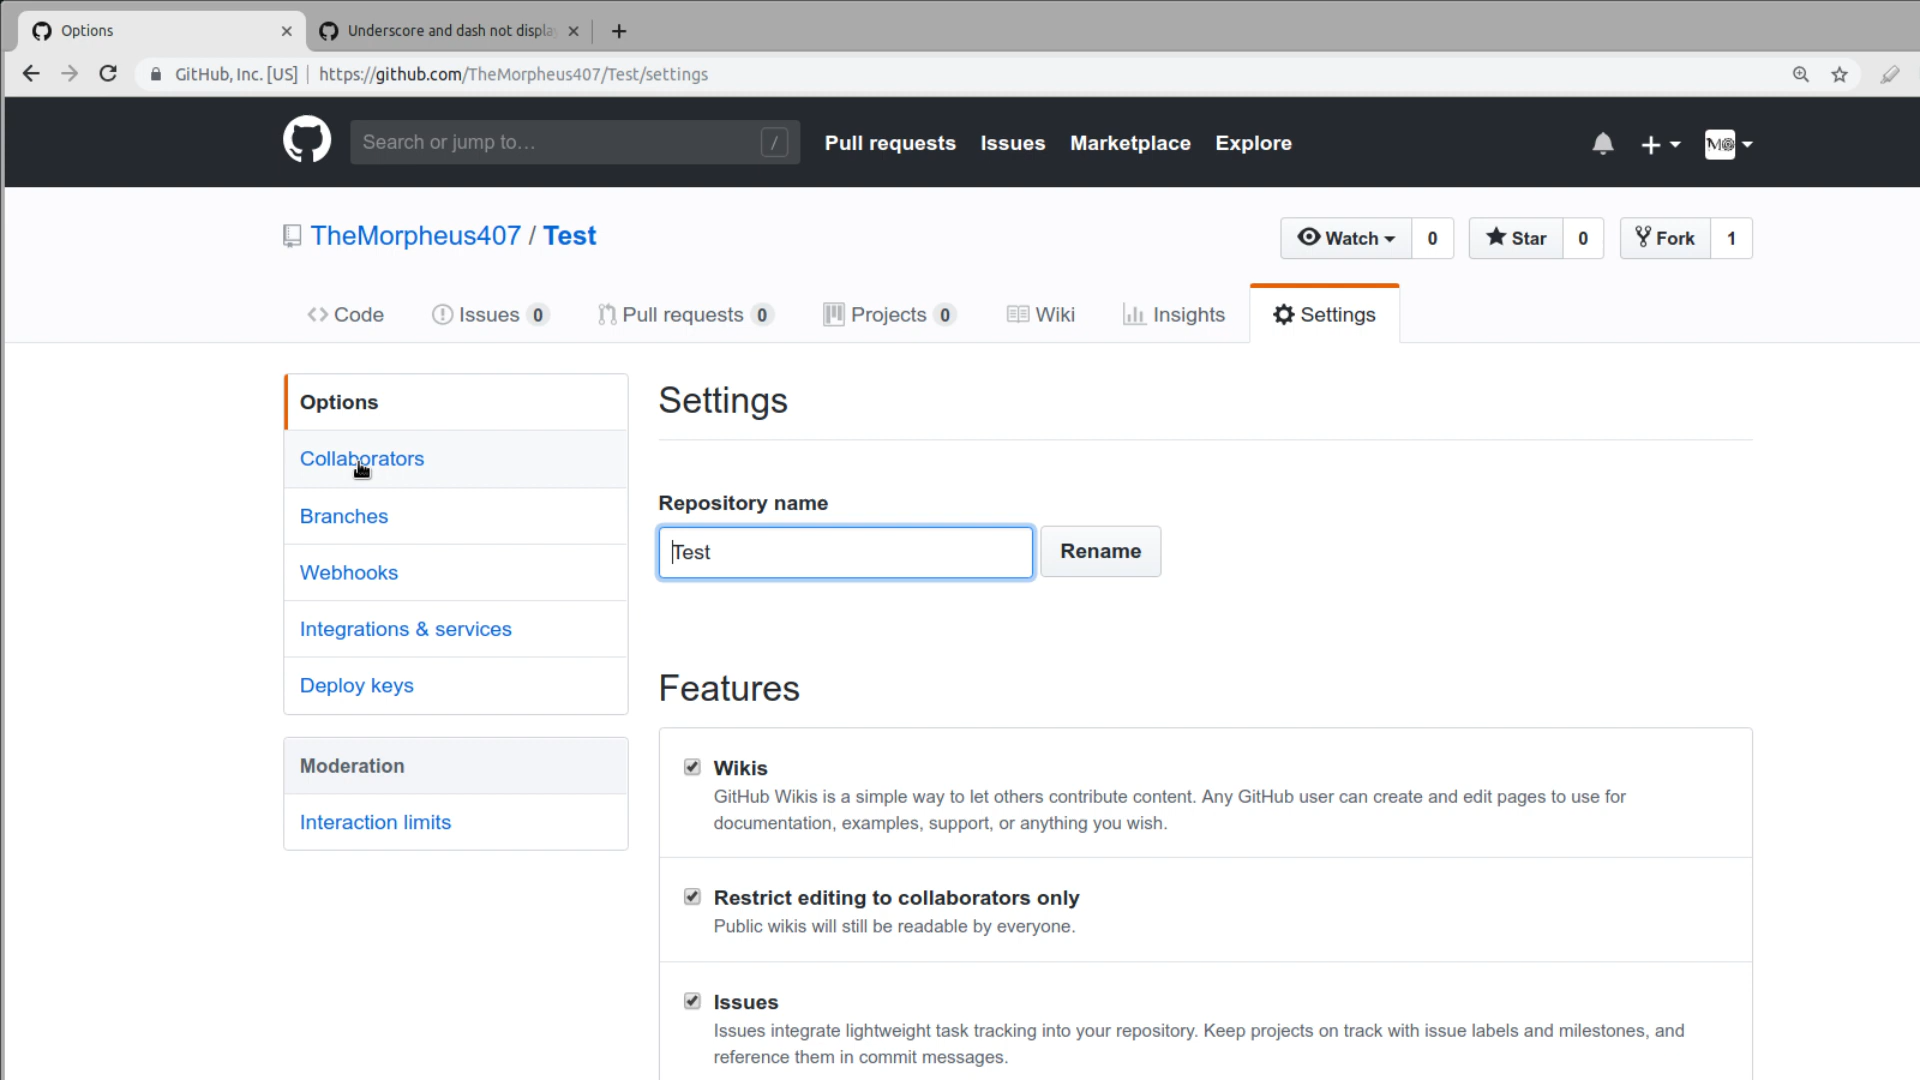 Options
Underscore and dash not displa
GitHub, Inc. [US] https://github.com/TheMorpheus407/Test/settings
Search or jump to… / Pull requests Issues Marketplace Explore
TheMorpheus407 / Test Watch 0 Star 0 Fork 1
Code Issues 0 Pull requests 0 Projects 0 Wiki Insights Settings
Options
Collaborators
Branches
Webhooks
Integrations & services
Deploy keys
Moderation
Interaction limits
Settings
Repository name
Test Rename
Features
Wikis
GitHub Wikis is a simple way to let others contribute content. Any GitHub user can create and edit pages to use for
documentation, examples, support, or anything you wish.
Restrict editing to collaborators only
Public wikis will still be readable by everyone.
Issues
Issues integrate lightweight task tracking into your repository. Keep projects on track with issue labels and milestones, and
reference them in commit messages.